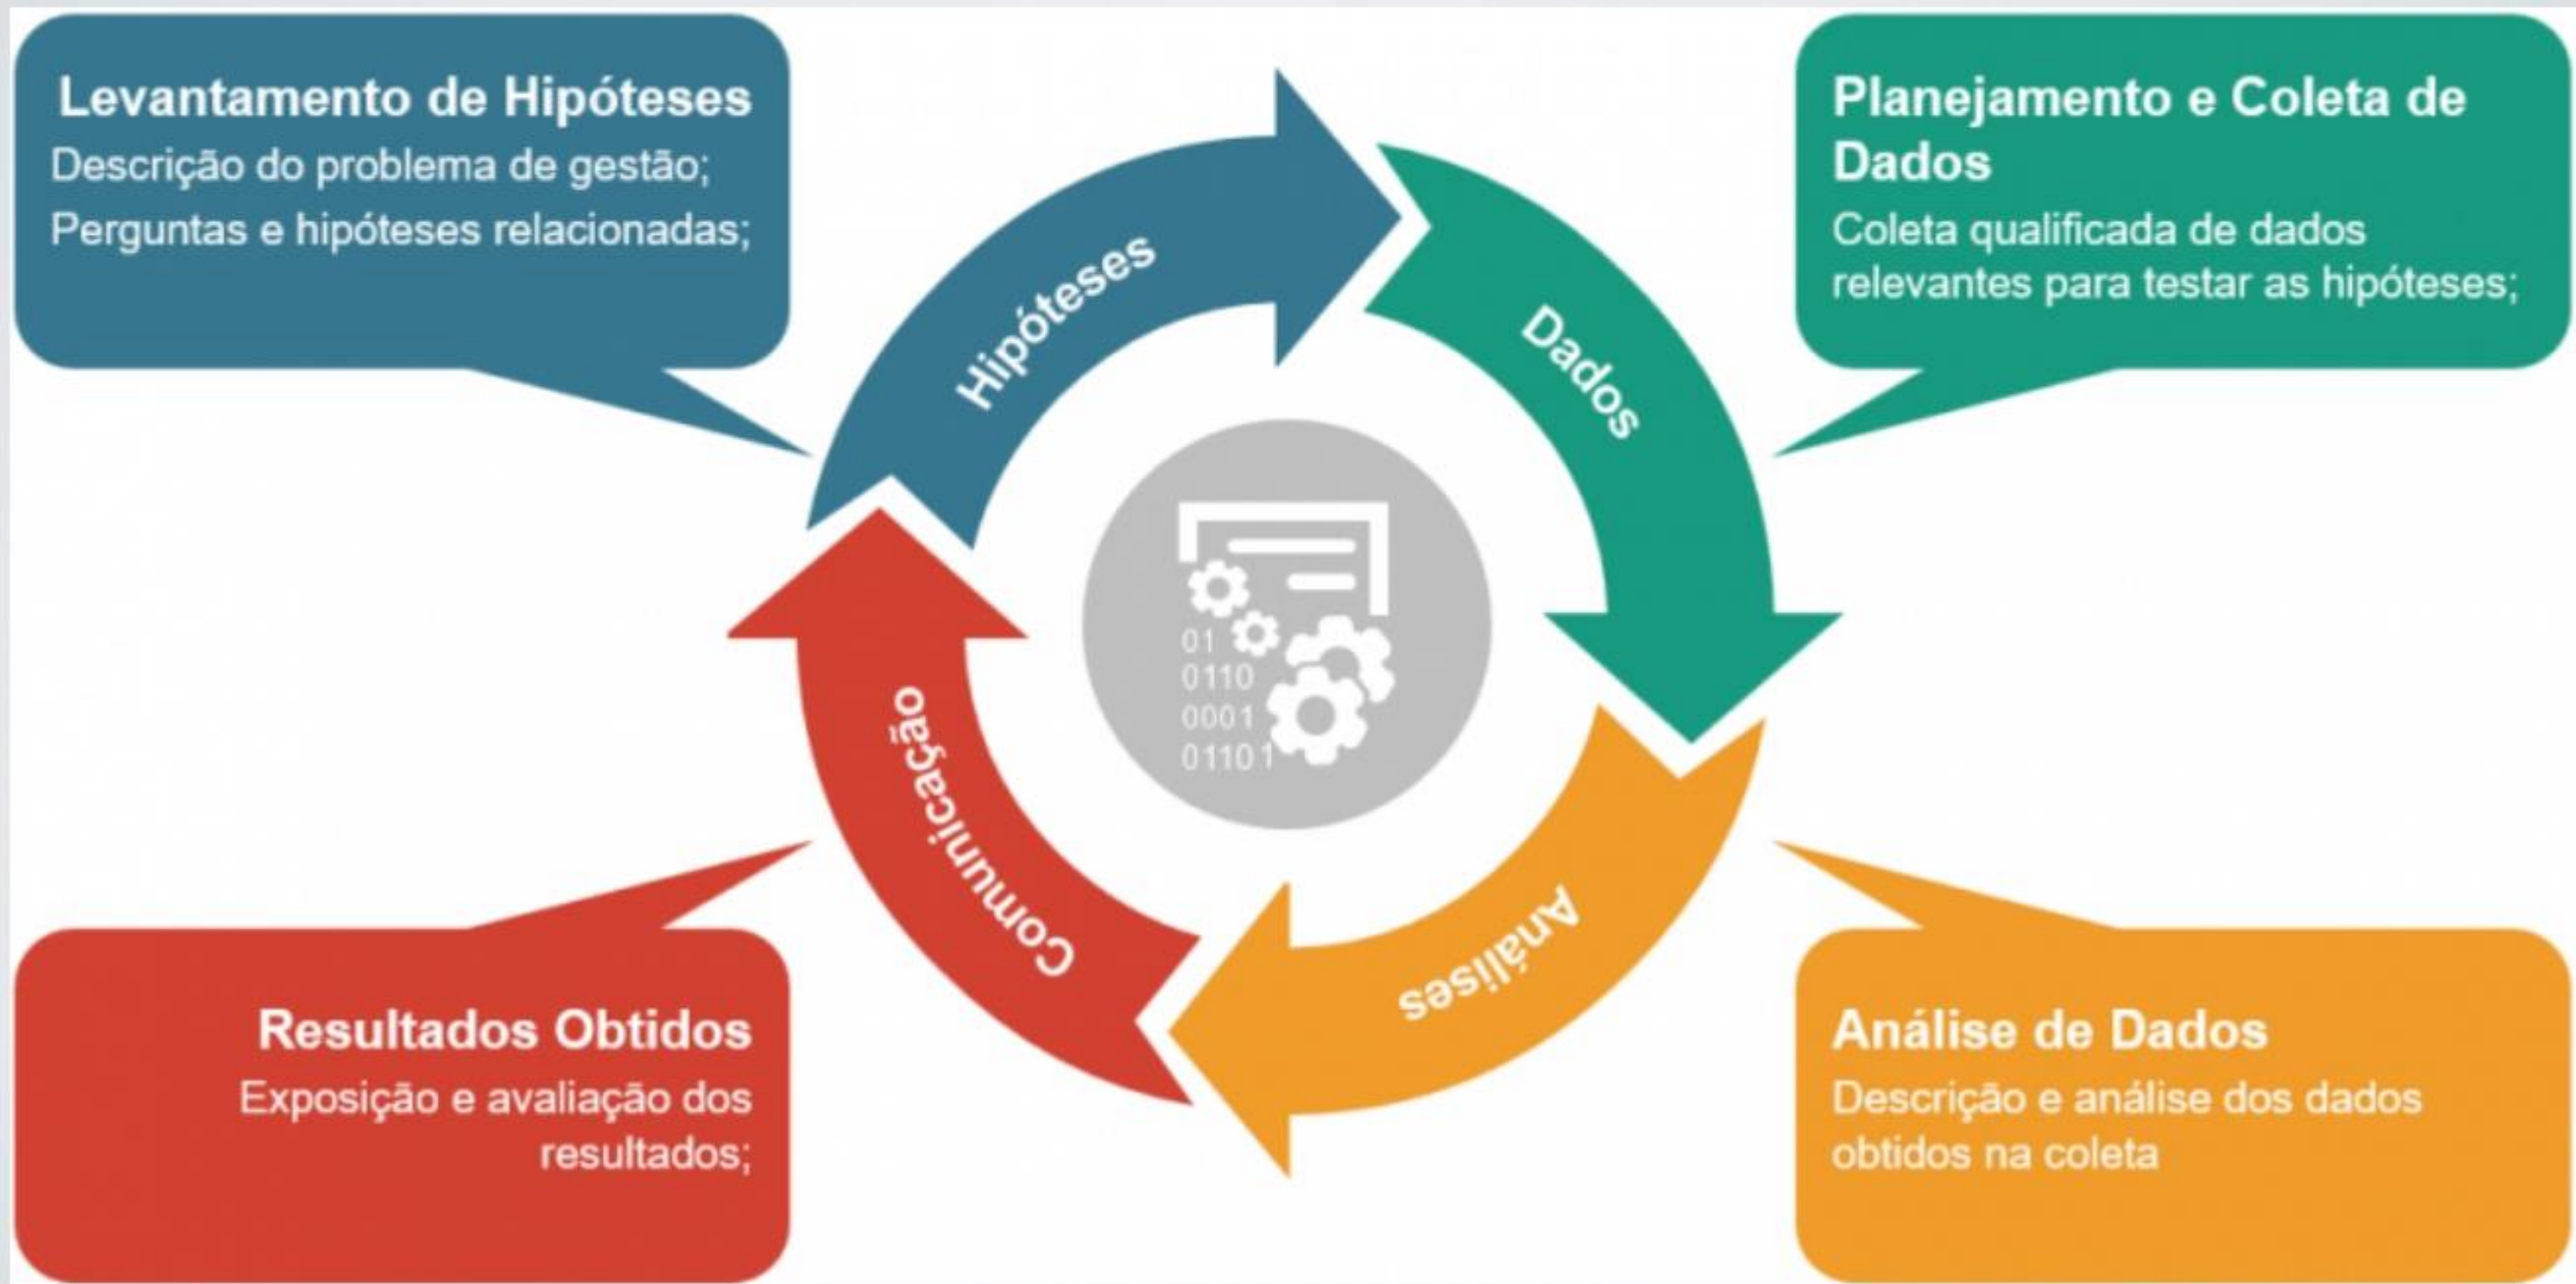 Levantamento de Hipóteses
Descrição do problema de gestão;
Perguntas e hipóteses relacionadas;
Planejamento e Coleta de
Dados
Coleta qualificada de dados
relevantes para testar as hipóteses;
Hipóteses
Dados
01
0110
0001
01101
Comunicação
Análises
Resultados Obtidos
Exposição e avaliação dos
resultados;
Análise de Dados
Descrição e análise dos dados
obtidos na coleta